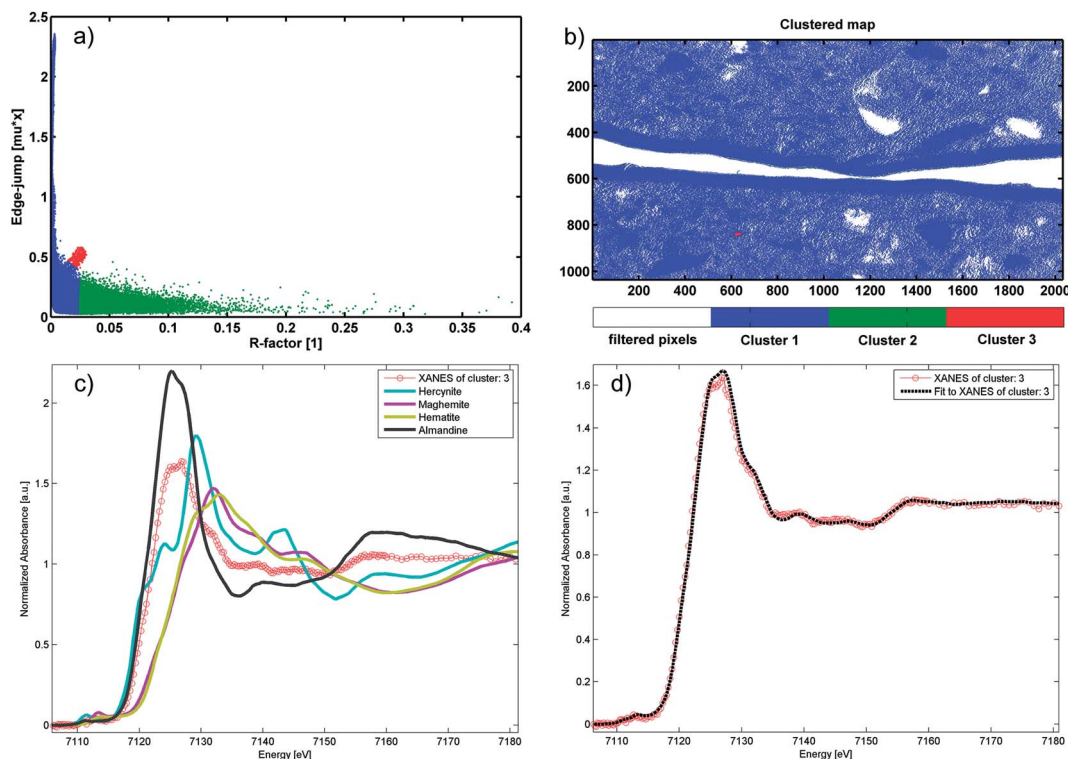 a)
2.5
2
1.5
1
0.5
0
Edge-jump [mu*x]
0 0.05 0.1 0.15 0.2 0.25 0.3 0.35 0.4
R-factor [1]
b)
Clustered map
200
400
600
800
1000
200 400 600 800 1000 1200 1400 1600 1800 2000
filtered pixels Cluster 1 Cluster 2 Cluster 3
c)
XANES of cluster: 3
Hercynite
Maghemite
Hematite
Almandine
2
1.5
1
0.5
0
Normalized Absorbance [a.u.]
7110 7120 7130 7140 7150 7160 7170 7180
Energy [eV]
d)
XANES of cluster: 3
Fit to XANES of cluster: 3
1.6
1.4
1.2
1
0.8
0.6
0.4
0.2
0
Normalized Absorbance [a.u.]
7110 7120 7130 7140 7150 7160 7170 7180
Energy [eV]